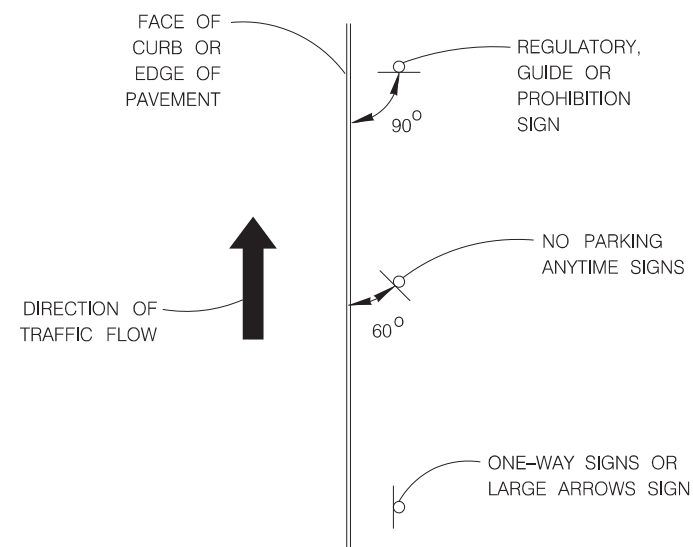 FACE OF
CURB OR
EDGE OF
PAVEMENT
REGULATORY,
GUIDE OR
PROHIBITION
SIGN
90°
NO PARKING
ANYTIME SIGNS
60°
DIRECTION OF
TRAFFIC FLOW
ONE-WAY SIGNS OR
LARGE ARROWS SIGN